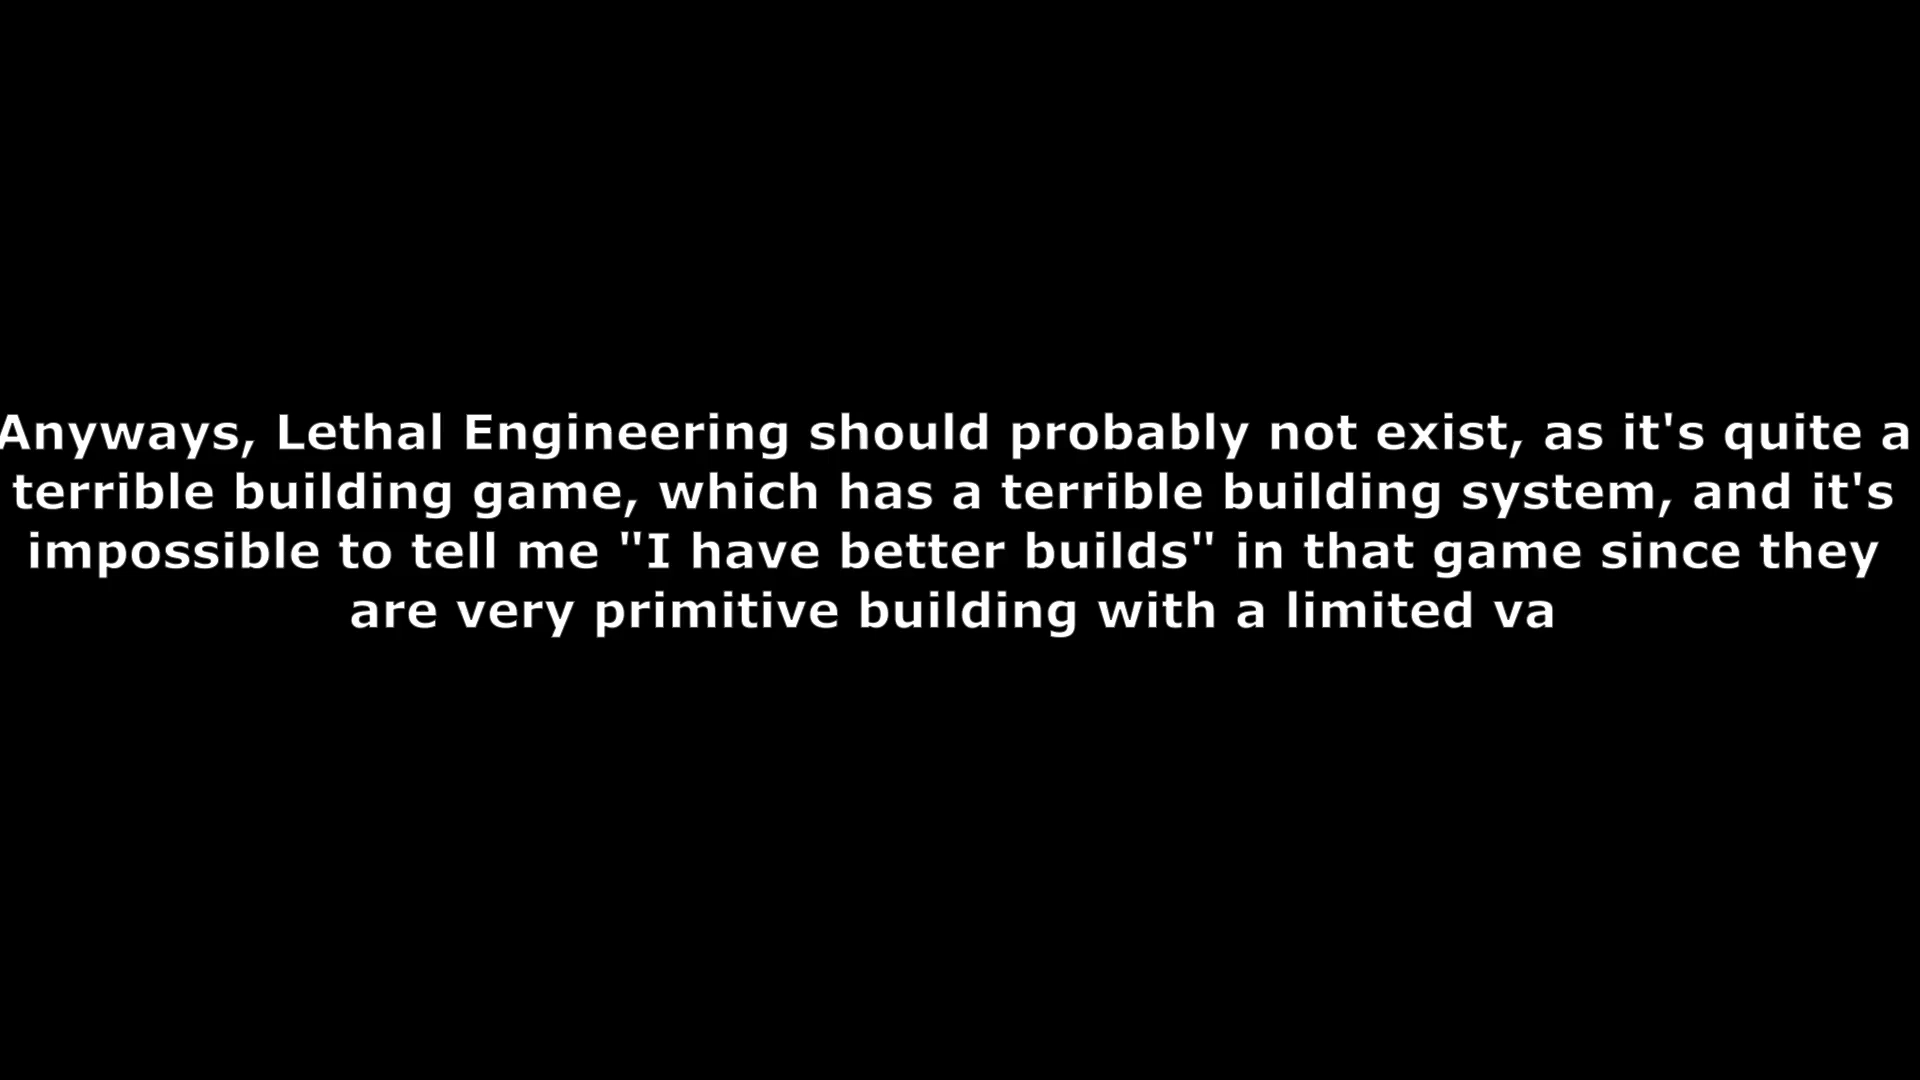 Anyways, Lethal Engineering should probably not exist, as it's quite a
terrible building game, which has a terrible building system, and it's
impossible to tell me "I have better builds" in that game since they
are very primitive building with a limited va